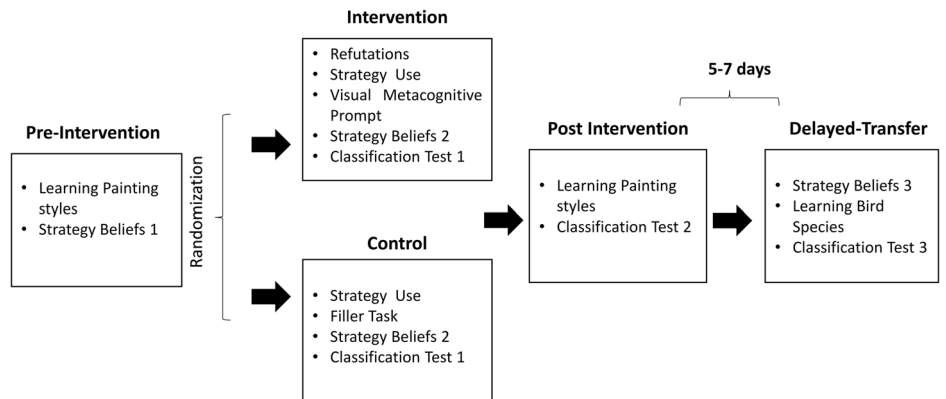 Pre-Intervention
• Learning Painting
styles
• Strategy Beliefs 1
Randomization
Intervention
• Refutations
• Strategy Use
• Visual Metacognitive
Prompt
• Strategy Beliefs 2
• Classification Test 1
Control
• Strategy Use
• Filler Task
• Strategy Beliefs 2
• Classification Test 1
Post Intervention
• Learning Painting
styles
• Classification Test 2
5-7 days
Delayed-Transfer
• Strategy Beliefs 3
• Learning Bird
Species
• Classification Test 3